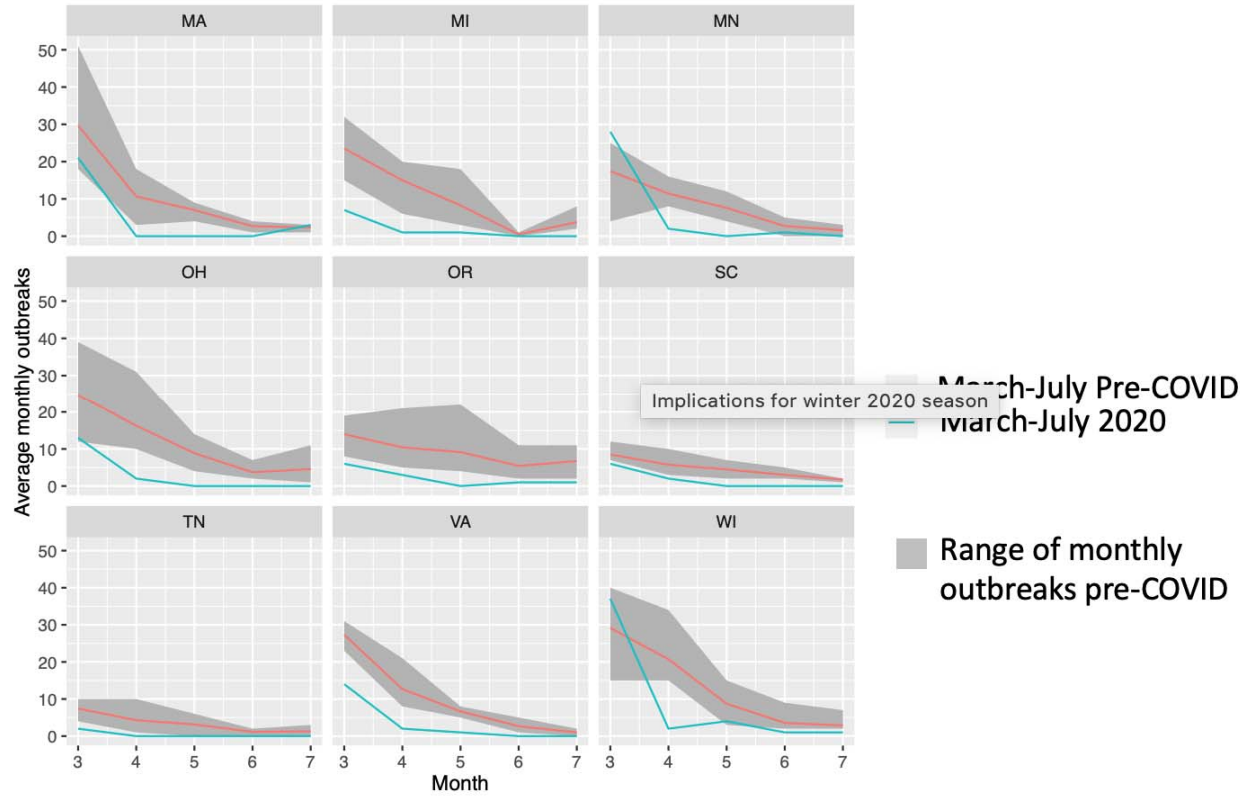 MA MI MN
50
40
30
20
10
0
OH OR SC
50
40
30
20
10
0
TN VA WI
50
40
30
20
10
0
3 4 5 6 7 3 4 5 6 7 3 4 5 6 7
Month
Average monthly outbreaks
March-July Pre-COVID
Implications for winter 2020 season
March-July 2020
Range of monthly
outbreaks pre-COVID